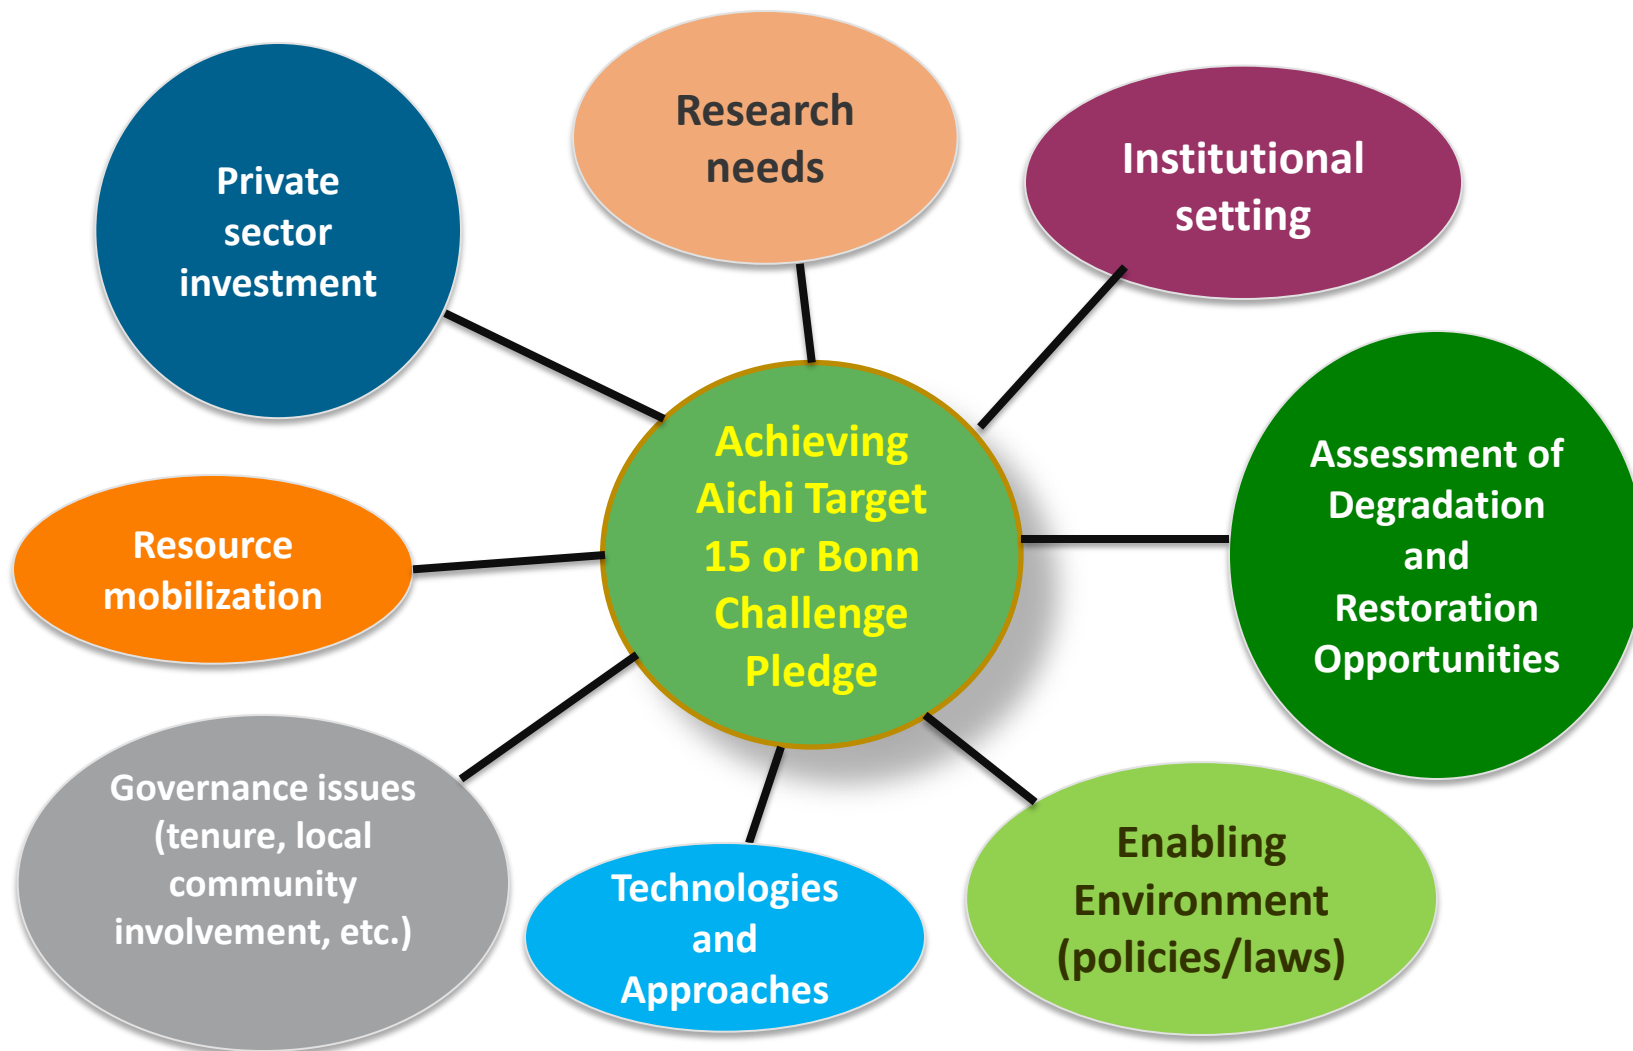 Research
needs
Institutional
setting
Private
sector
investment
Assessment of
Degradation
and
Restoration
Opportunities
Achieving
Aichi Target
15 or Bonn
Challenge
Pledge
Resource
mobilization
Governance issues
(tenure, local
community
involvement, etc.)
Technologies
and
Approaches
Enabling
Environment
(policies/laws)